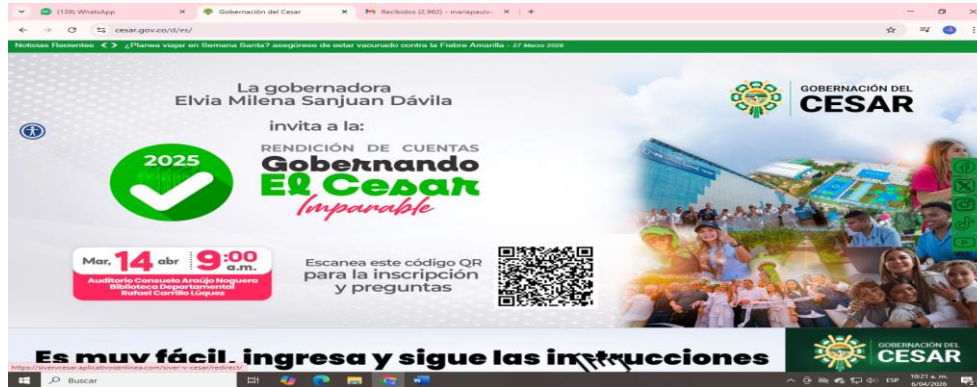 (138) WhatsApp
Gobernación del Cesar
Recibidos (2,962) - mariapaula
cesar.gov.co/d/es/
Noticias Recientes < > ¿Planea viajar en Semana Santa? asegúrese de estar vacunado contra la Fiebre Amarilla - 27 Marzo 2026
La gobernadora
Elvia Milena Sanjuan Dávila
invita a la:
RENDICIÓN DE CUENTAS
2025
Gobernando
El Cesar
Imparable
GOBERNACIÓN DEL
CESAR
Mar, 14 abr 9:00 a.m.
Auditorio Consuelo Araújo Noguera
Biblioteca Departamental
Rafael Carrillo Lúquez
Escanea este código QR
para la inscripción
y preguntas
Es muy fácil, ingresa y sigue las instrucciones
GOBERNACIÓN DEL
CESAR
https://sivervcesar.aplicativosenlinea.com/siver-v-cesar/redirect/
Buscar
ESP
10:21 a. m.
6/04/2026